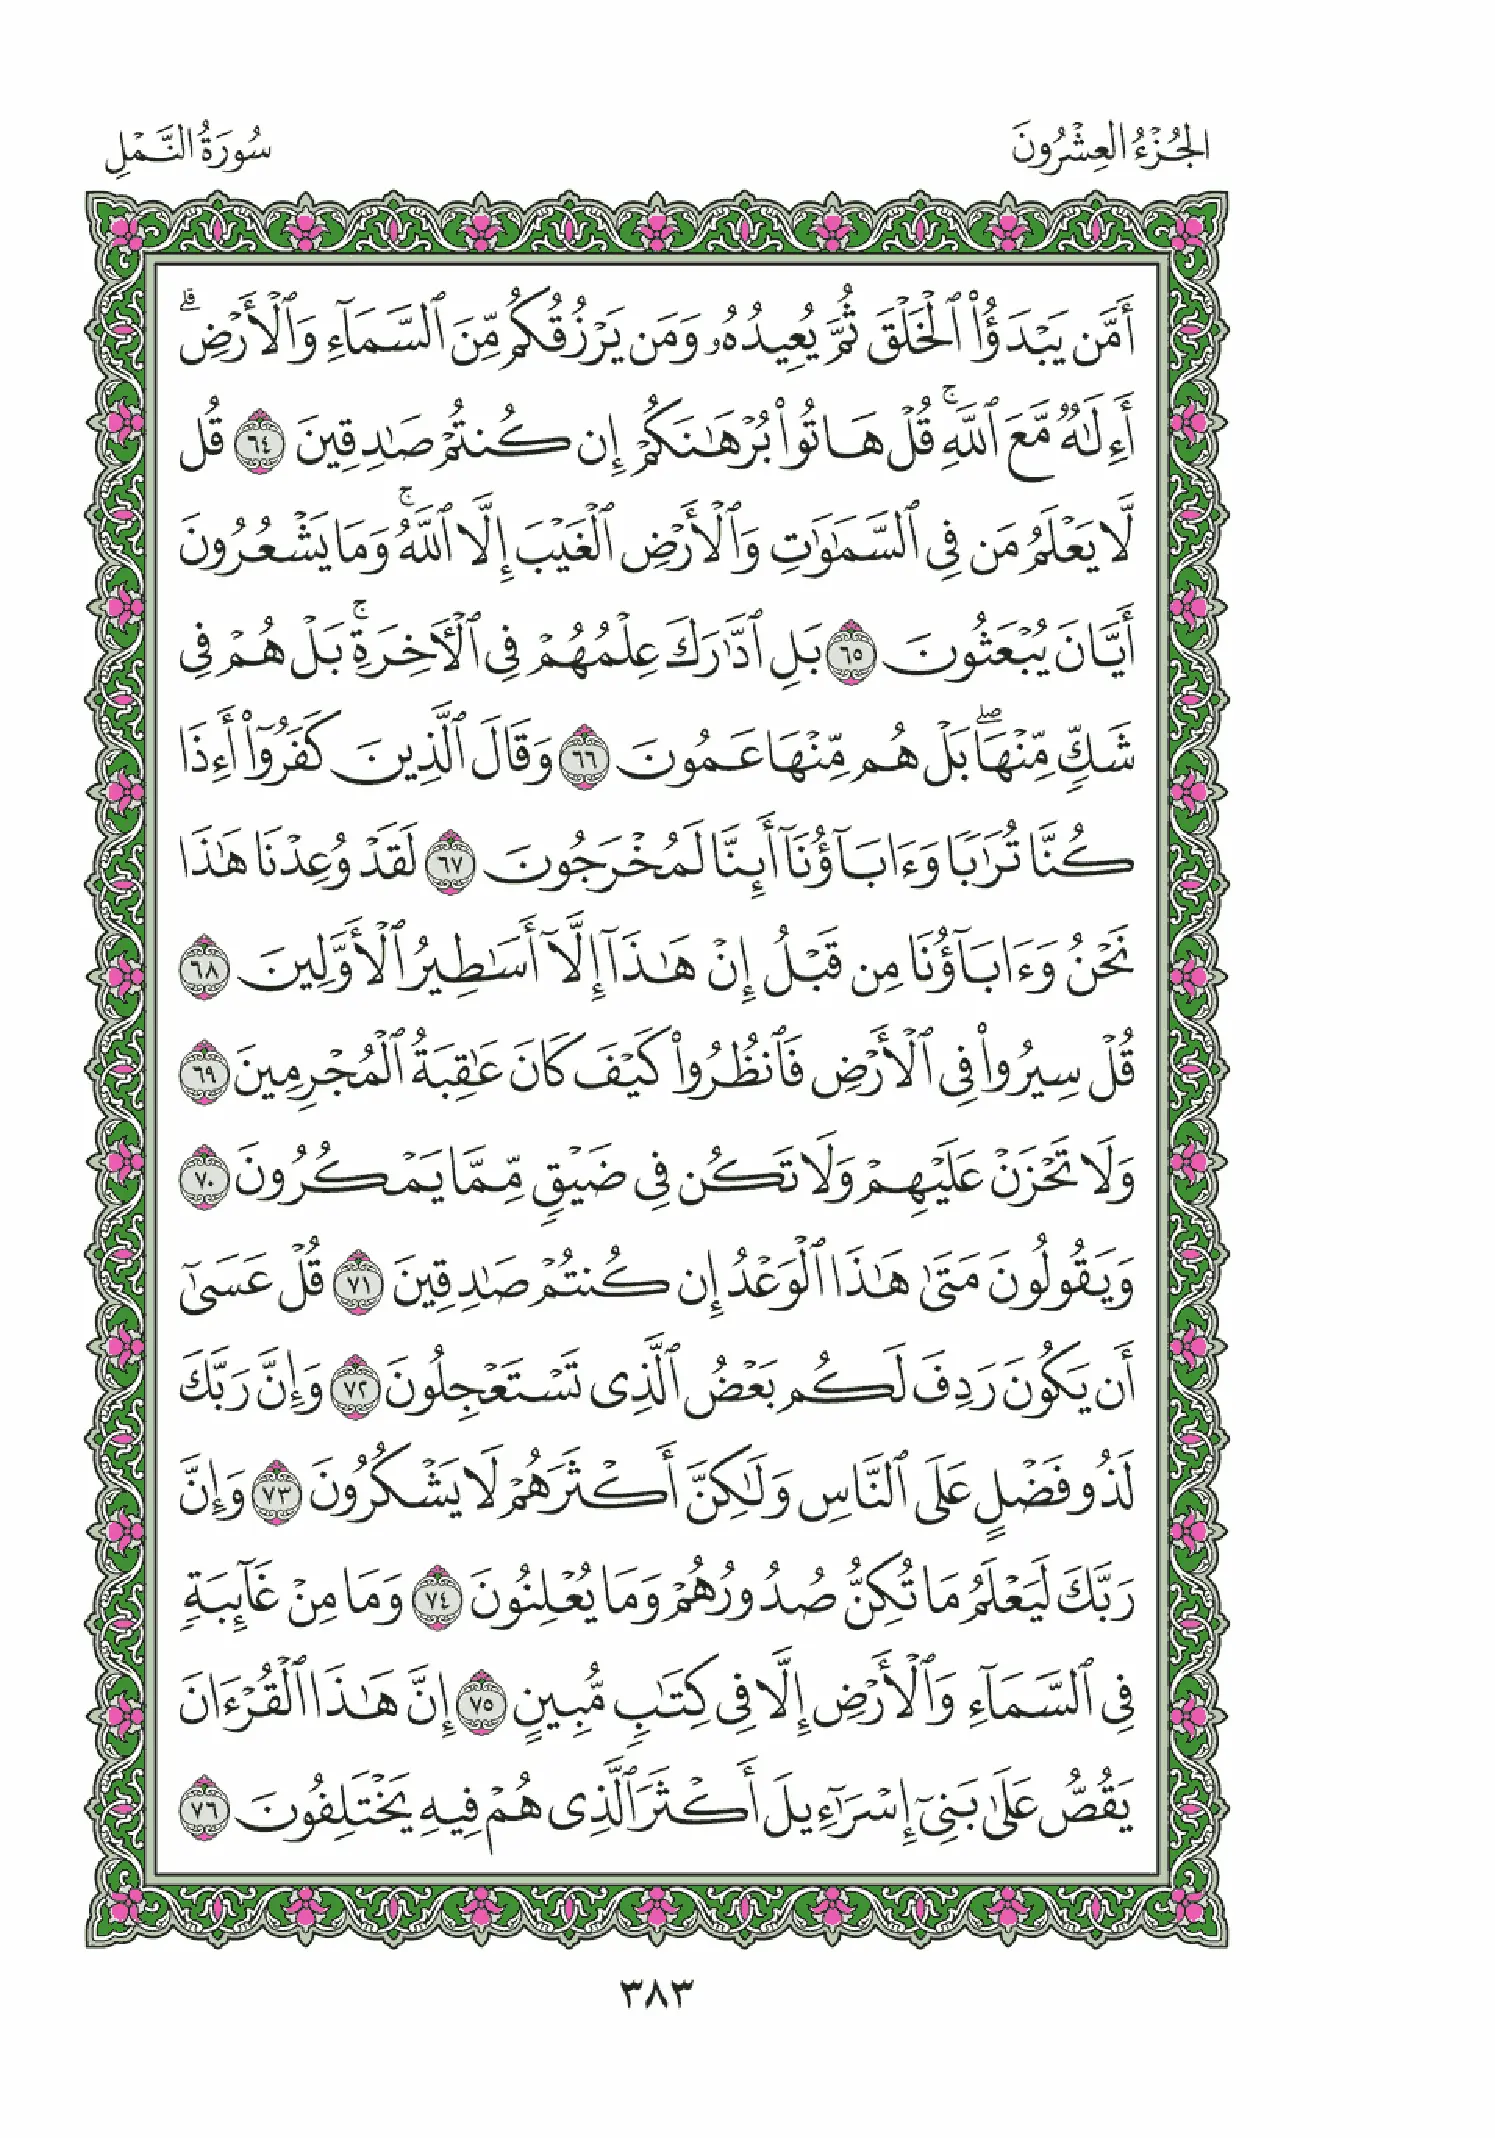 الجُزْءُ العِشْرُونَ
سُورَةُ النَّمْلِ
أَمَّن يَبْدَؤُا۟ ٱلْخَلْقَ ثُمَّ يُعِيدُهُۥ وَمَن يَرْزُقُكُم مِّنَ ٱلسَّمَآءِ وَٱلْأَرْضِ ۗ
أَءِلَـٰهٌ مَّعَ ٱللَّهِ ۚ قُلْ هَاتُوا۟ بُرْهَـٰنَكُمْ إِن كُنتُمْ صَـٰدِقِينَ ٦٤ قُل
لَّا يَعْلَمُ مَن فِى ٱلسَّمَـٰوَٰتِ وَٱلْأَرْضِ ٱلْغَيْبَ إِلَّا ٱللَّهُ ۚ وَمَا يَشْعُرُونَ
أَيَّانَ يُبْعَثُونَ ٦٥ بَلِ ٱدَّٰرَكَ عِلْمُهُمْ فِى ٱلْـَٔاخِرَةِ ۚ بَلْ هُمْ فِى
شَكٍّ مِّنْهَا ۖ بَلْ هُم مِّنْهَا عَمُونَ ٦٦ وَقَالَ ٱلَّذِينَ كَفَرُوٓا۟ أَءِذَا
كُنَّا تُرَٰبًا وَءَابَآؤُنَآ أَئِنَّا لَمُخْرَجُونَ ٦٧ لَقَدْ وُعِدْنَا هَـٰذَا
نَحْنُ وَءَابَآؤُنَا مِن قَبْلُ إِنْ هَـٰذَآ إِلَّآ أَسَـٰطِيرُ ٱلْأَوَّلِينَ ٦٨
قُلْ سِيرُوا۟ فِى ٱلْأَرْضِ فَٱنظُرُوا۟ كَيْفَ كَانَ عَـٰقِبَةُ ٱلْمُجْرِمِينَ ٦٩
وَلَا تَحْزَنْ عَلَيْهِمْ وَلَا تَكُن فِى ضَيْقٍ مِّمَّا يَمْكُرُونَ ٧٠
وَيَقُولُونَ مَتَىٰ هَـٰذَا ٱلْوَعْدُ إِن كُنتُمْ صَـٰدِقِينَ ٧١ قُلْ عَسَىٰٓ
أَن يَكُونَ رَدِفَ لَكُم بَعْضُ ٱلَّذِى تَسْتَعْجِلُونَ ٧٢ وَإِنَّ رَبَّكَ
لَذُو فَضْلٍ عَلَى ٱلنَّاسِ وَلَـٰكِنَّ أَكْثَرَهُمْ لَا يَشْكُرُونَ ٧٣ وَإِنَّ
رَبَّكَ لَيَعْلَمُ مَا تُكِنُّ صُدُورُهُمْ وَمَا يُعْلِنُونَ ٧٤ وَمَا مِنْ غَآئِبَةٍ
فِى ٱلسَّمَآءِ وَٱلْأَرْضِ إِلَّا فِى كِتَـٰبٍ مُّبِينٍ ٧٥ إِنَّ هَـٰذَا ٱلْقُرْءَانَ
يَقُصُّ عَلَىٰ بَنِىٓ إِسْرَٰٓءِيلَ أَكْثَرَ ٱلَّذِى هُمْ فِيهِ يَخْتَلِفُونَ ٧٦
٣٨٣